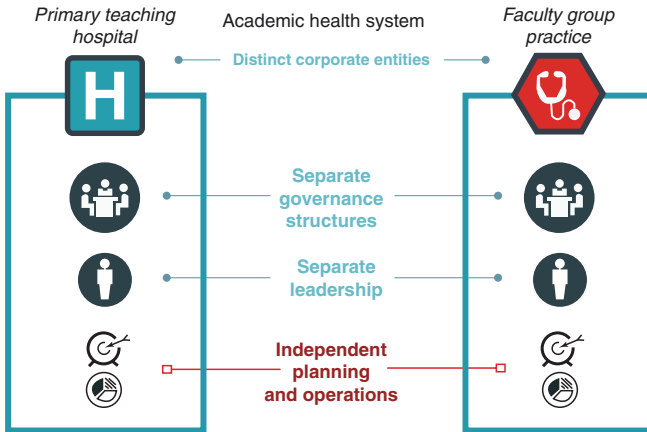 Primary teaching
hospital
Academic health system
Faculty group
practice
Distinct corporate entities
H
Separate
governance
structures
Separate
leadership
Independent
planning
and operations